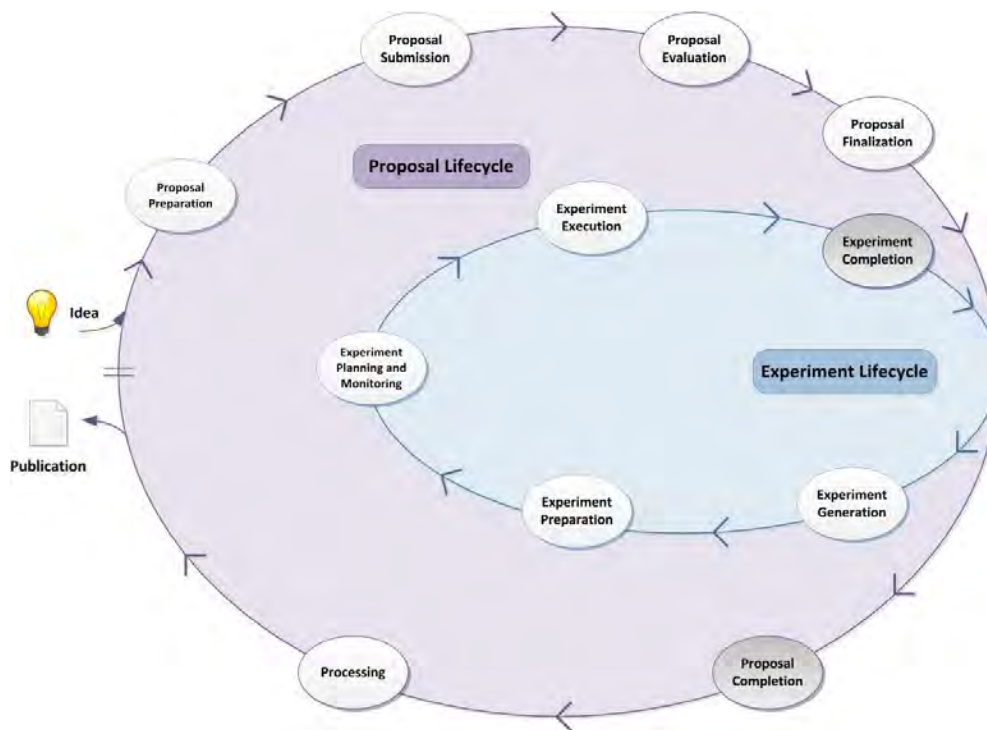 Proposal
Submission
Proposal
Evaluation
Proposal
Finalization
Proposal Lifecycle
Proposal
Preparation
Experiment
Execution
Experiment
Completion
Idea
Experiment
Planning and
Monitoring
Experiment Lifecycle
Publication
Experiment
Preparation
Experiment
Generation
Processing
Proposal
Completion